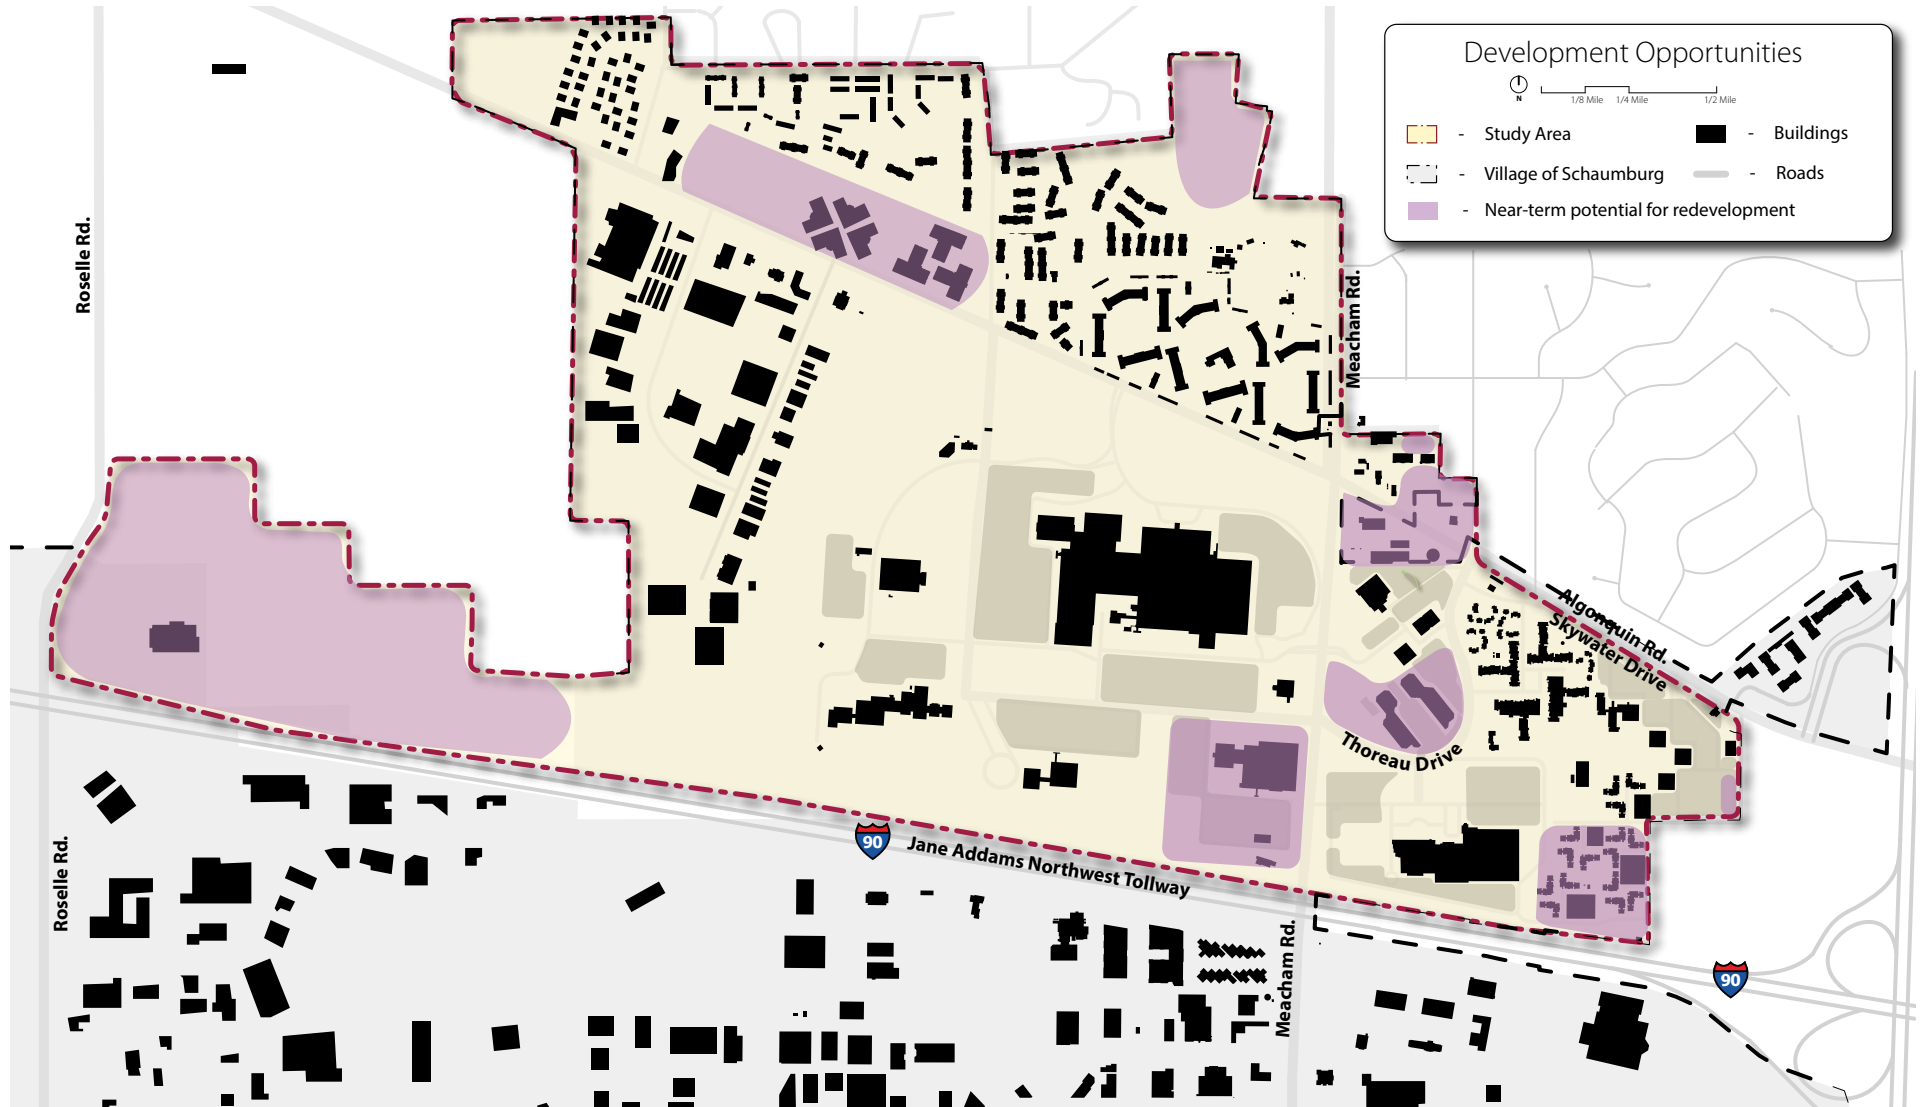 Development Opportunities
N
1/8 Mile 1/4 Mile 1/2 Mile
- Study Area
- Buildings
- Village of Schaumburg
- Roads
- Near-term potential for redevelopment
Roselle Rd.
Meacham Rd.
Algonquin Rd.
Skywater Drive
Thoreau Drive
90
Jane Addams Northwest Tollway
Roselle Rd.
Meacham Rd.
90